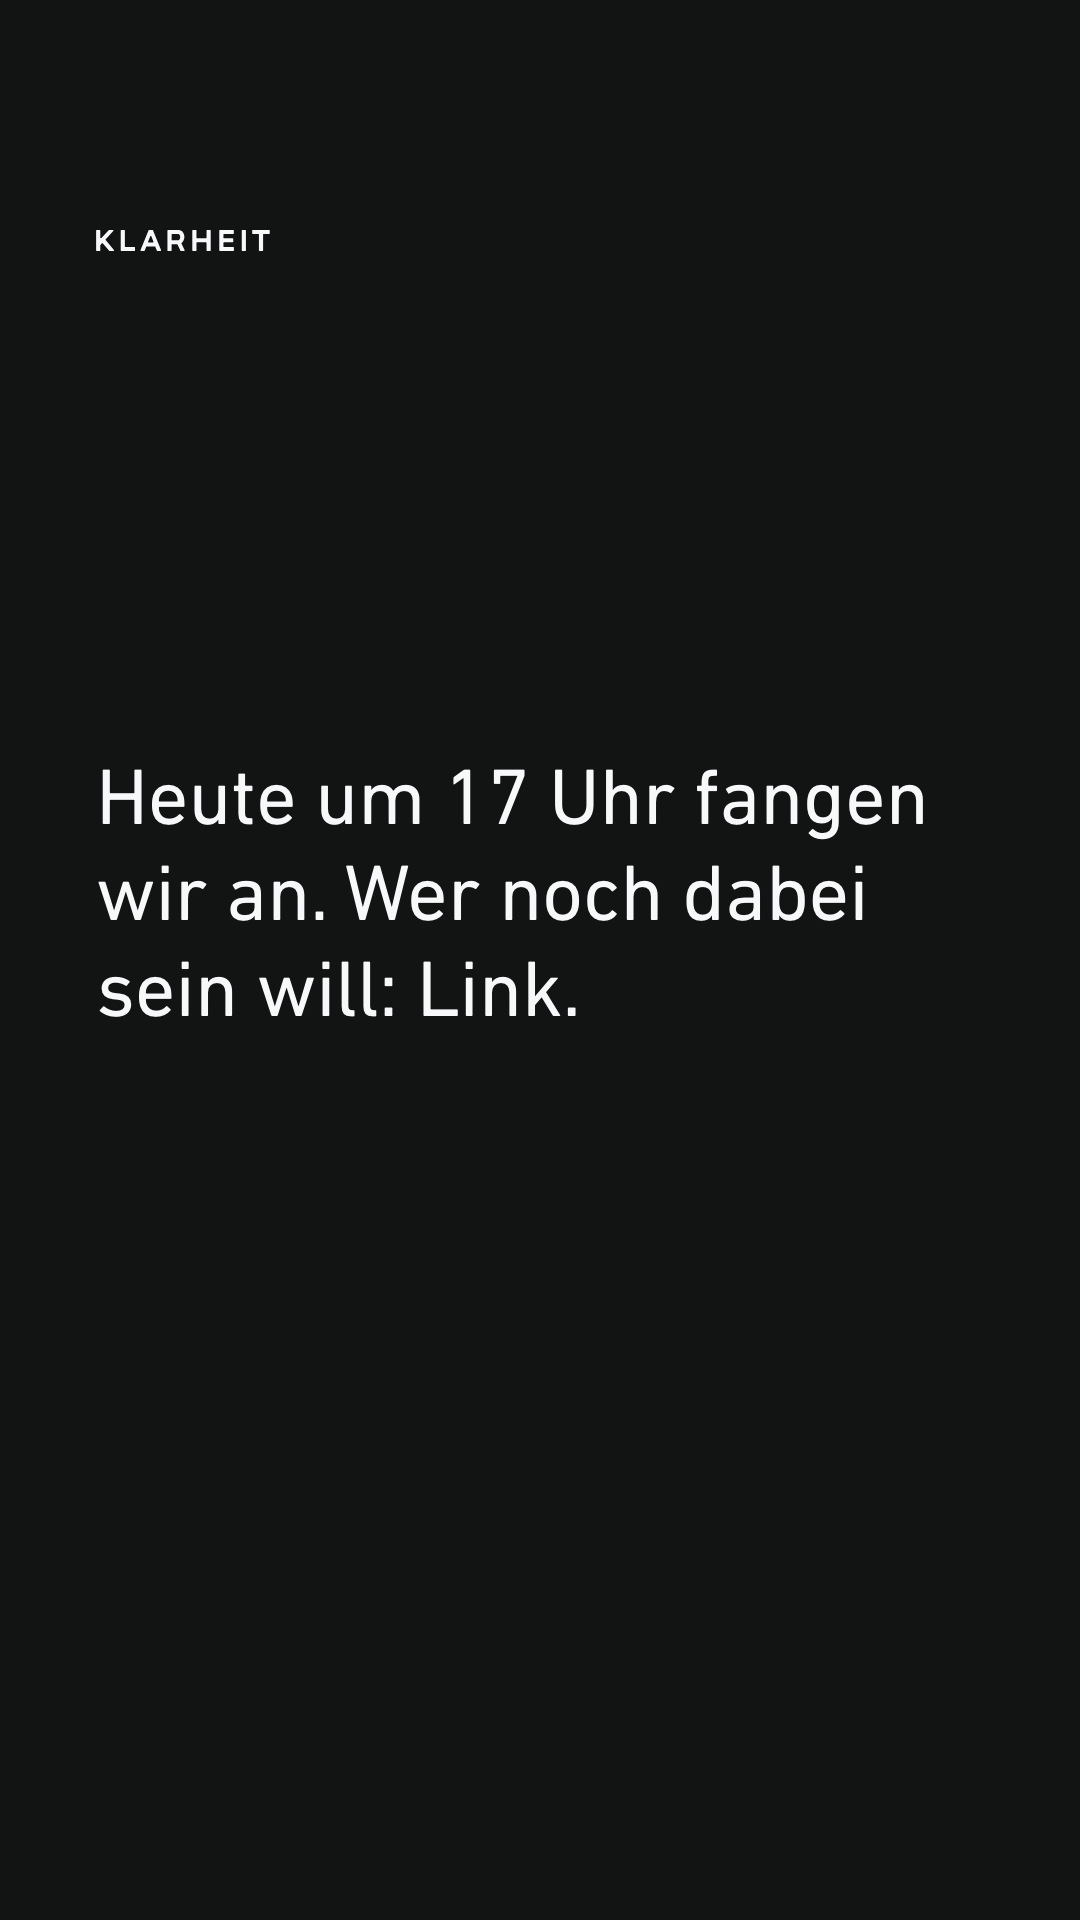 KLARHEIT
Heute um 17 Uhr fangen
wir an. Wer noch dabei
sein will: Link.